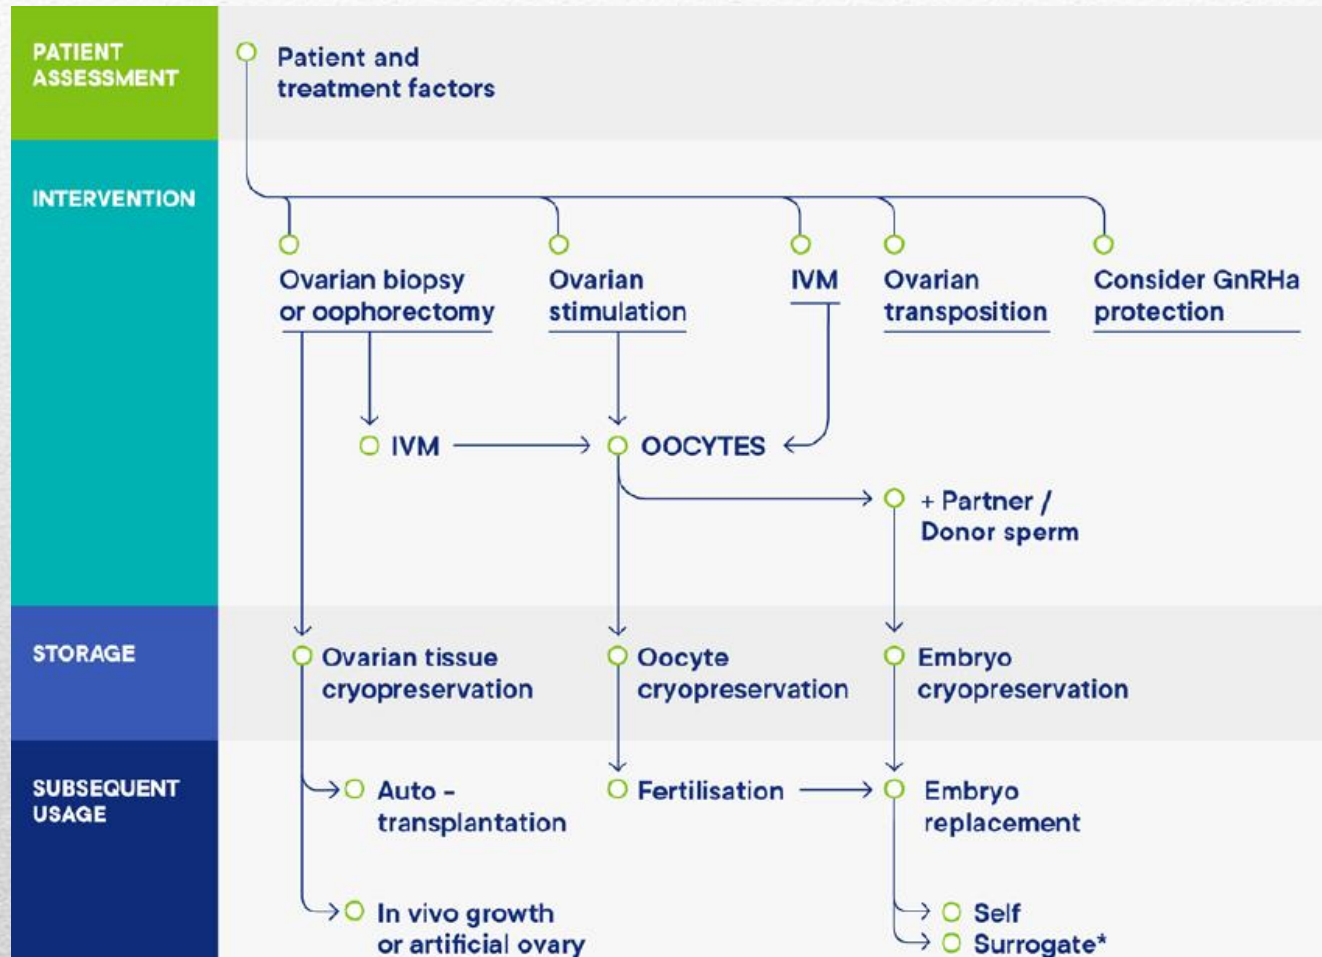 PATIENT
ASSESSMENT
Patient and
treatment factors
INTERVENTION
Ovarian biopsy
or oophorectomy
Ovarian
stimulation
IVM
Ovarian
transposition
Consider GnRHa
protection
IVM
OOCYTES
+ Partner /
Donor sperm
STORAGE
Ovarian tissue
cryopreservation
Oocyte
cryopreservation
Embryo
cryopreservation
SUBSEQUENT
USAGE
Auto -
transplantation
Fertilisation
Embryo
replacement
In vivo growth
or artificial ovary
Self
Surrogate*